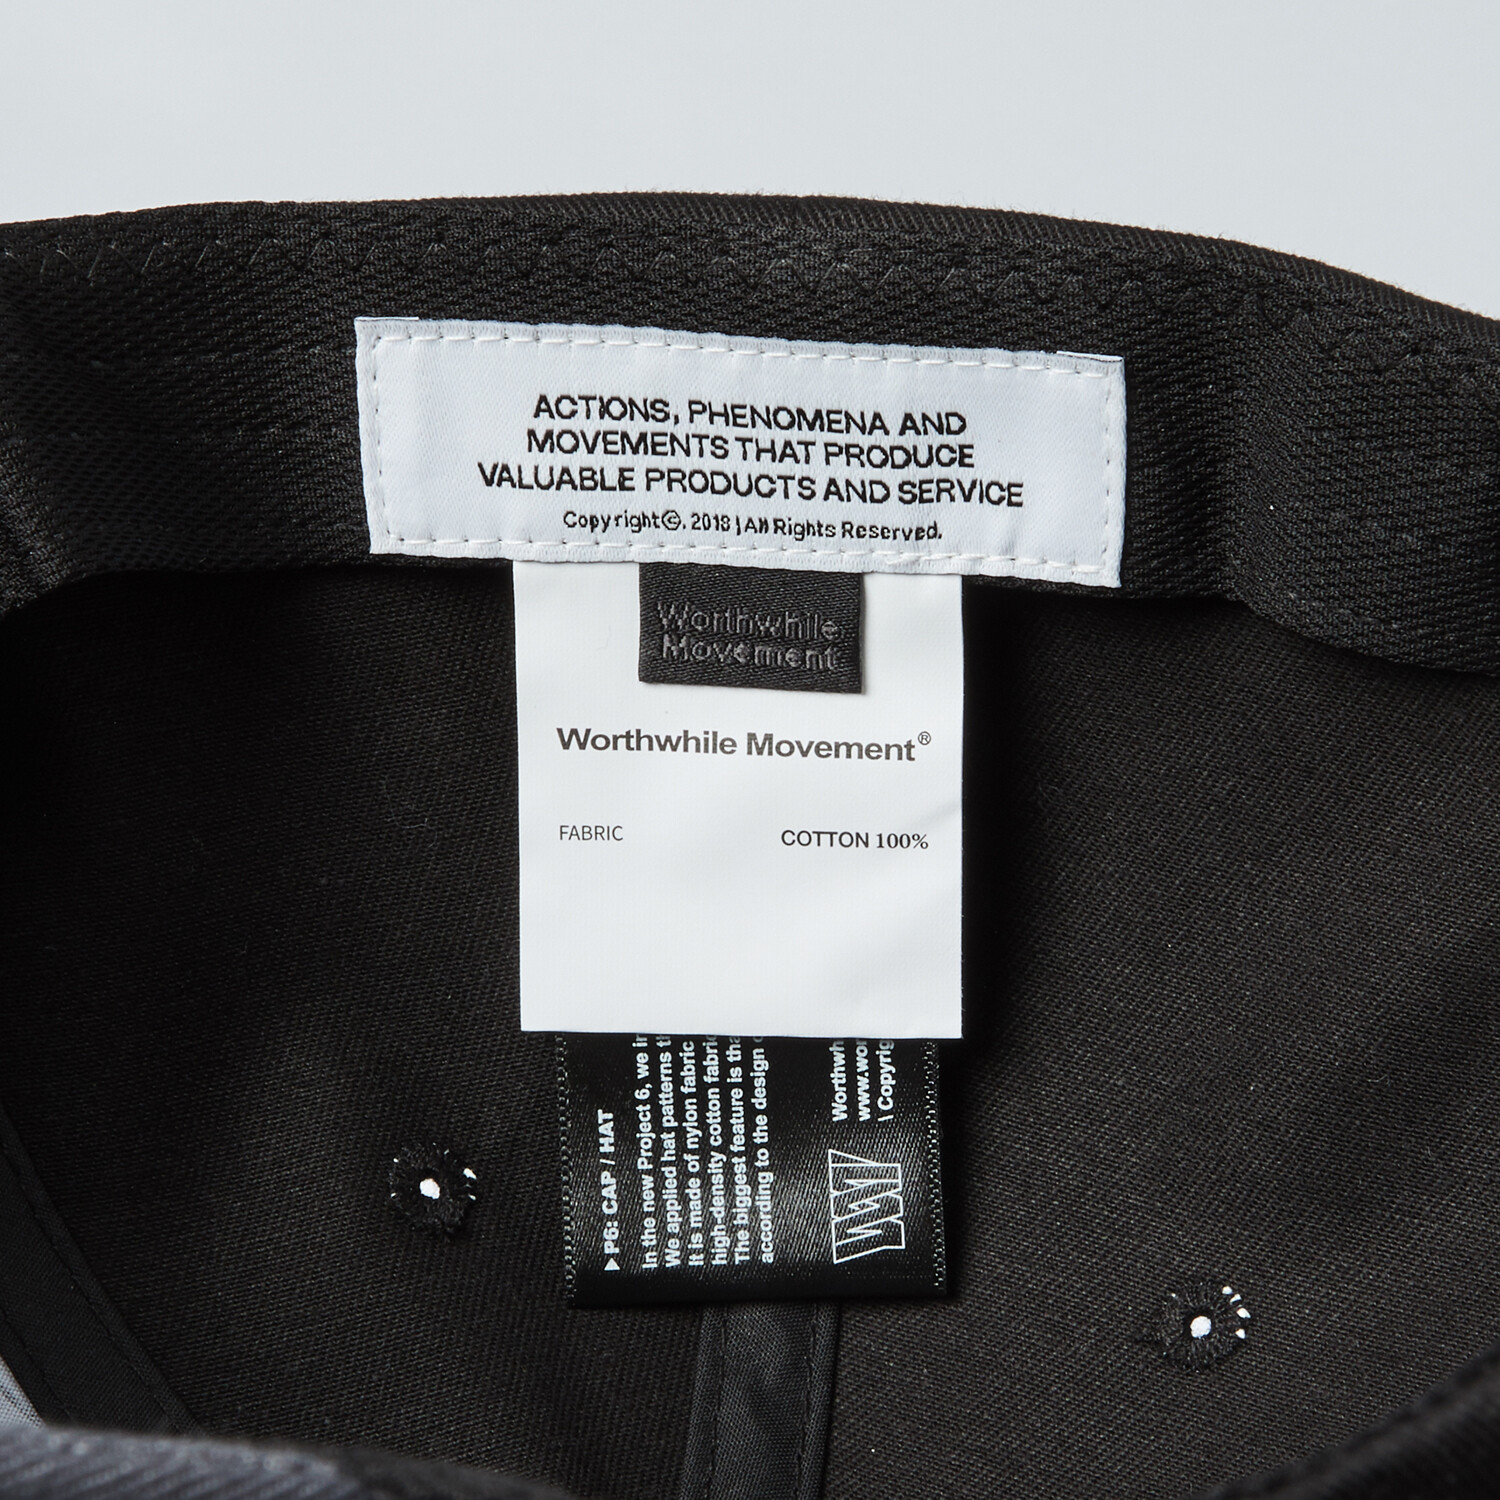 ACTIONS, PHENOMENA AND
MOVEMENTS THAT PRODUCE
VALUABLE PRODUCTS AND SERVICE
Copyright©. 2018 | All Rights Reserved.
Worthwhile
Movement
Worthwhile Movement®
FABRIC COTTON 100%
▶P6: CAP / HAT
In the new Project 6, we
We applied hat patterns
It is made of nylon fabric
high-density cotton
The biggest feature is
according to the design